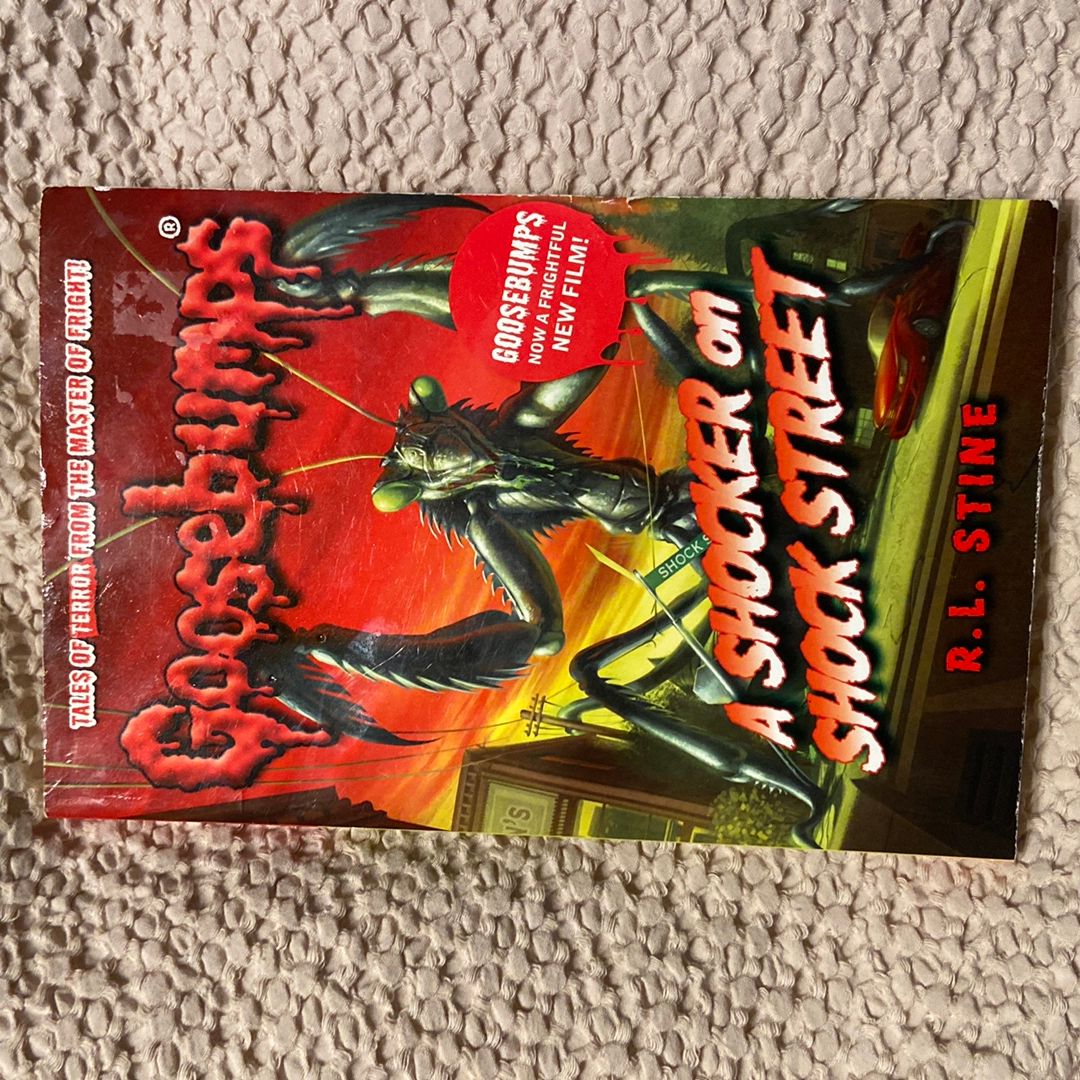 TALES OF TERROR FROM THE MASTER OF FRIGHT!
Goosebumps®
GOOSEBUMPS
NOW A FRIGHTFUL
NEW FILM!
SHOCK S
A SHOCKER on
SHOCK STREET
R.L. STINE